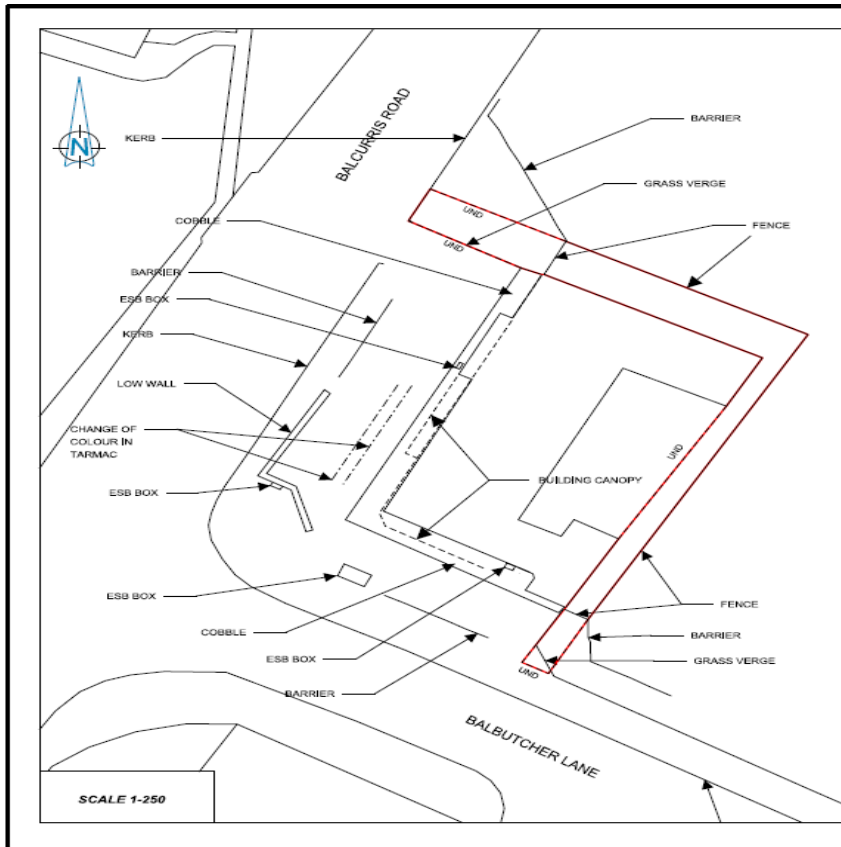 BALCURRIS ROAD
N
KERB
BARRIER
GRASS VERGE
UND
UND
COBBLE
FENCE
BARRIER
ESB BOX
KERB
LOW WALL
CHANGE OF
COLOUR IN
TARMAC
UND
ESB BOX
BUILDING CANOPY
ESB BOX
FENCE
COBBLE
BARRIER
ESB BOX
GRASS VERGE
UND
BARRIER
BALBUTCHER LANE
SCALE 1-250